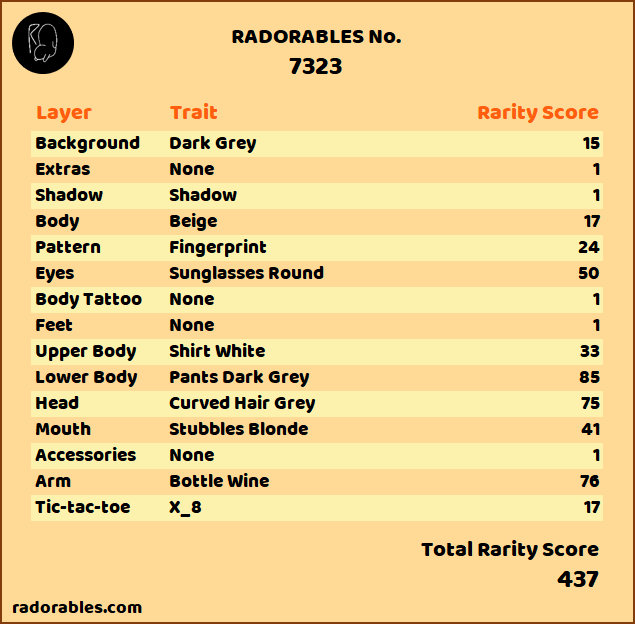 RADORABLES No.
7323
Layer Trait Rarity Score
Background Dark Grey 15
Extras None 1
Shadow Shadow 1
Body Beige 17
Pattern Fingerprint 24
Eyes Sunglasses Round 50
Body Tattoo None 1
Feet None 1
Upper Body Shirt White 33
Lower Body Pants Dark Grey 85
Head Curved Hair Grey 75
Mouth Stubbles Blonde 41
Accessories None 1
Arm Bottle Wine 76
Tic-tac-toe X_8 17
Total Rarity Score
437
radorables.com